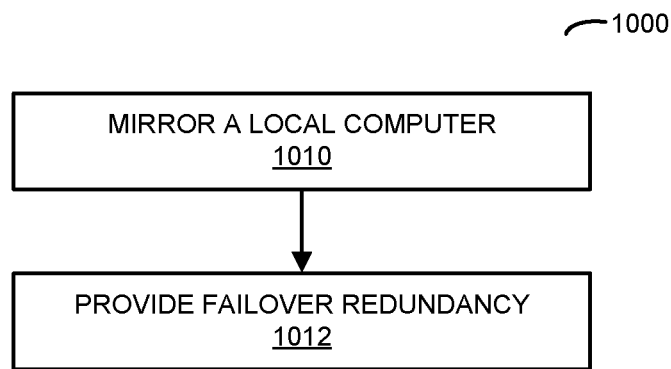 1000
MIRROR A LOCAL COMPUTER
1010
PROVIDE FAILOVER REDUNDANCY
1012